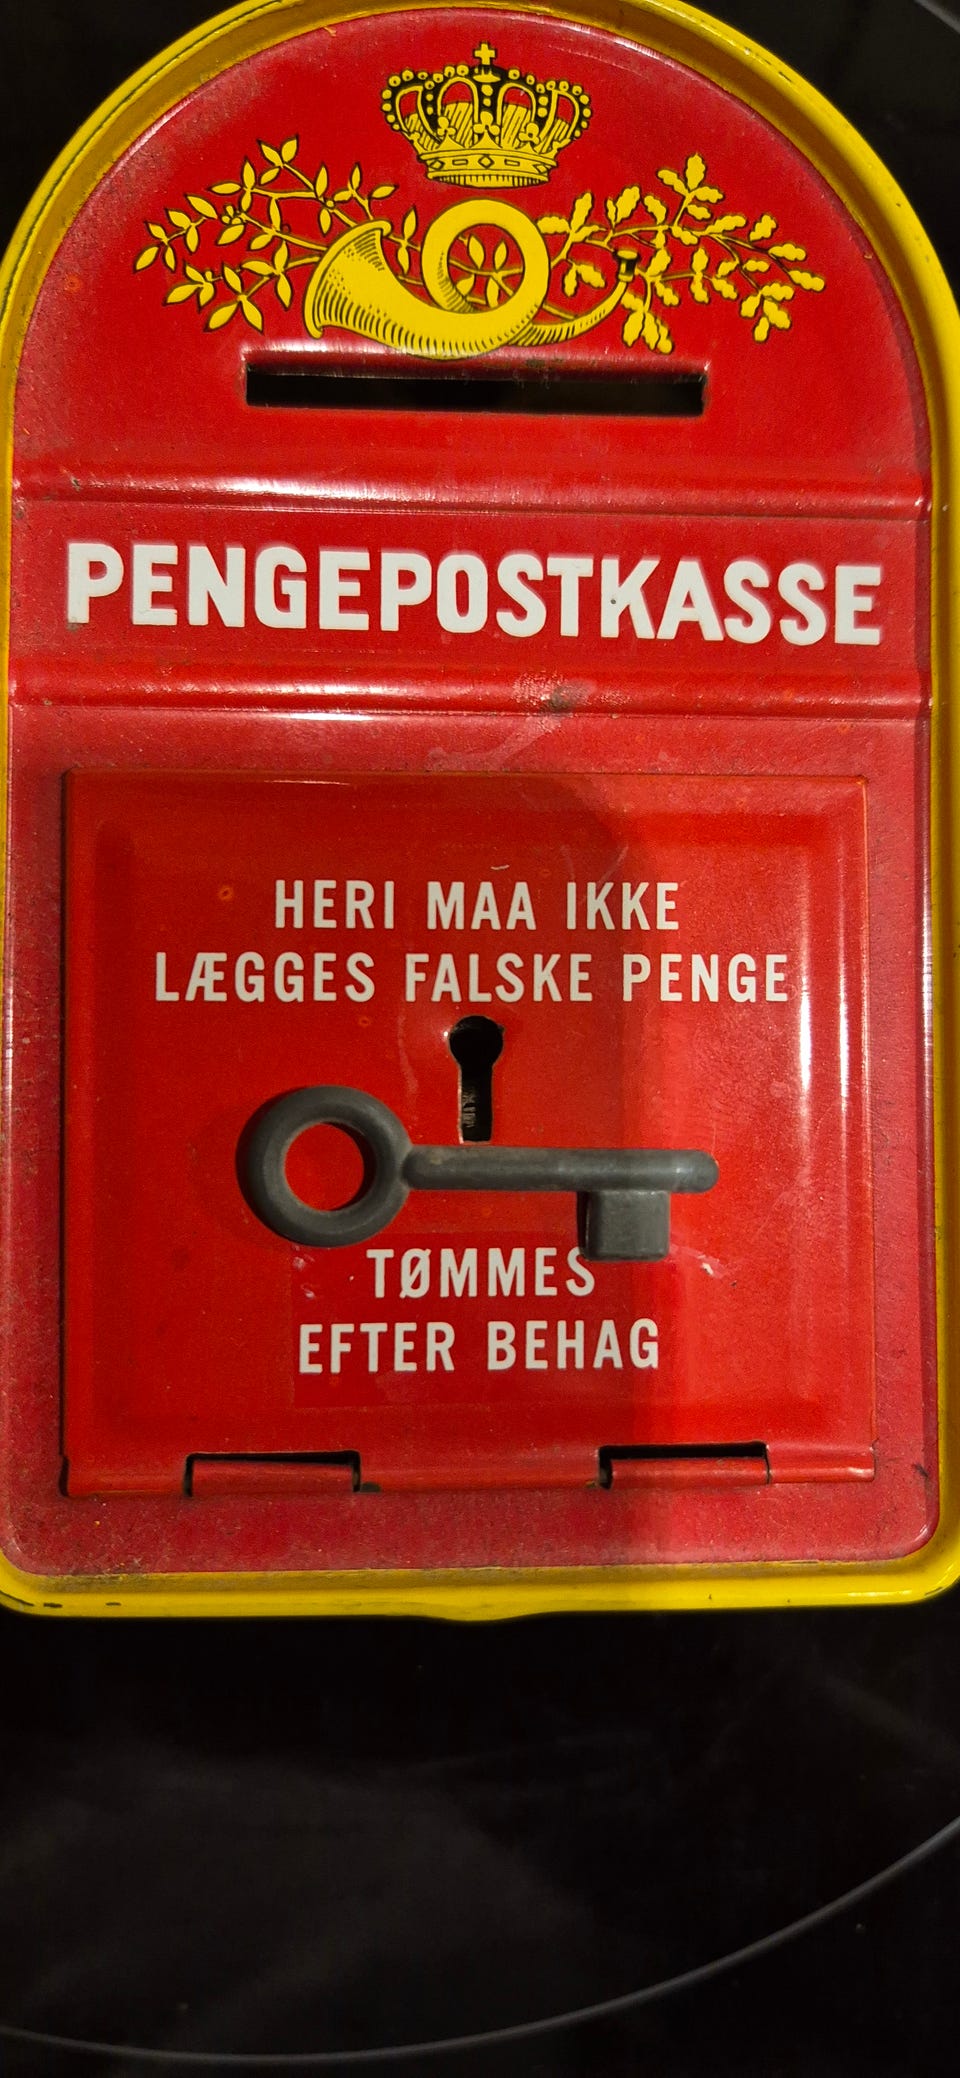 PENGEPOSTKASSE
HERI MAA IKKE
LÆGGES FALSKE PENGE
TØMMES
EFTER BEHAG